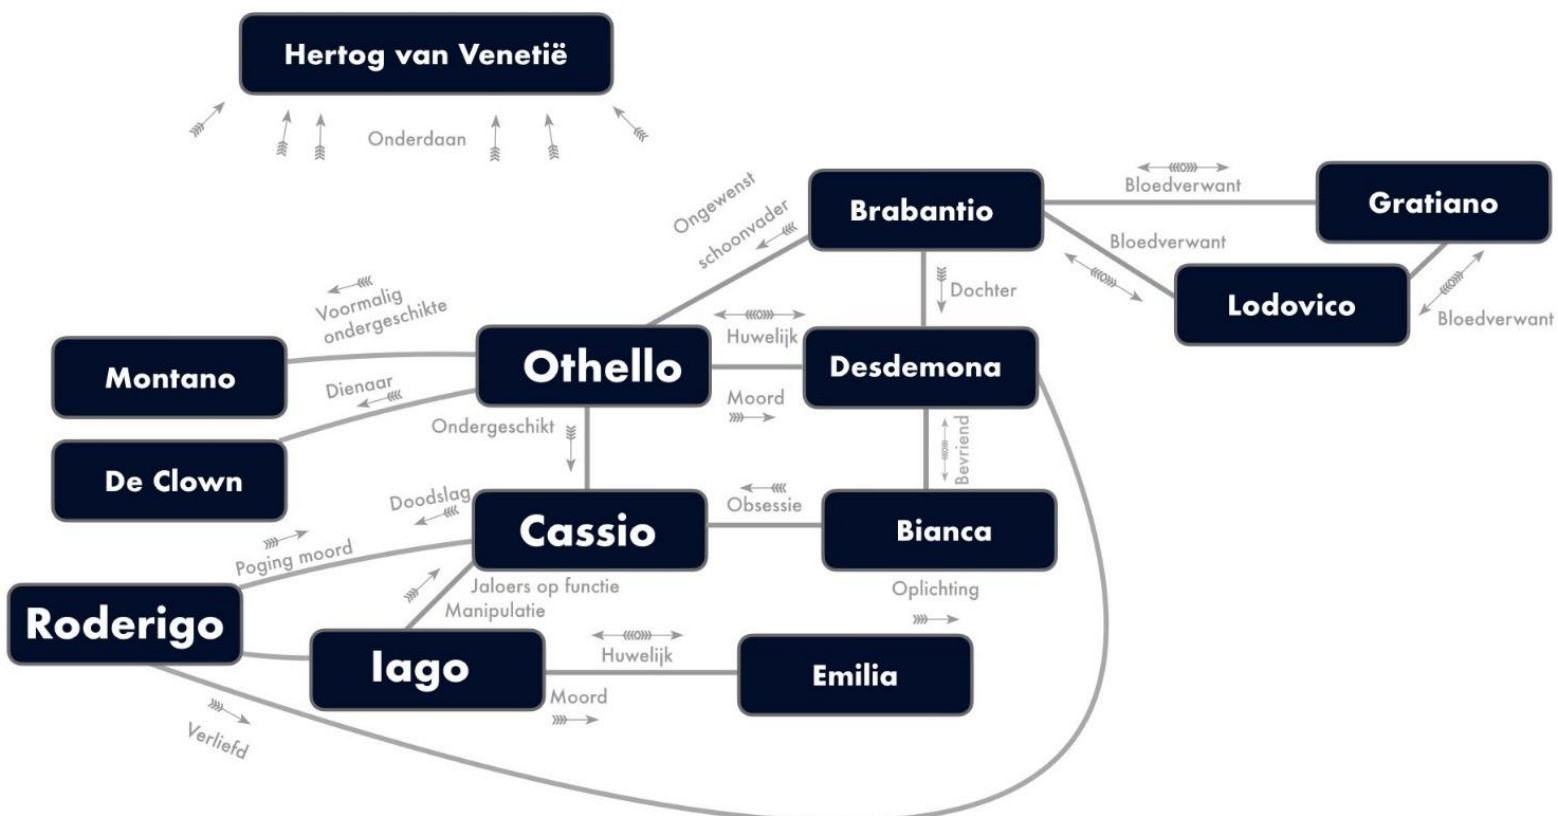 Hertog van Venetië
Onderdaan
Ongewenst
schoonvader
Brabantio
Bloedverwant
Gratiano
Bloedverwant
Lodovico
Bloedverwant
Dochter
Voormalig
ondergeschikte
Montano
Othello
Huwelijk
Desdemona
Dienaar
Moord
De Clown
Ondergeschikt
Bevriend
Doodslag
Cassio
Obsessie
Bianca
Poging moord
Jaloers op functie
Manipulatie
Oplichting
Roderigo
Iago
Huwelijk
Moord
Emilia
Verliefd